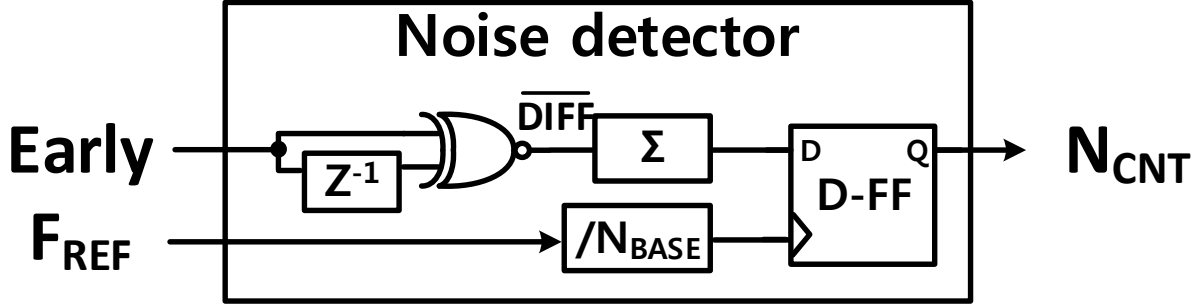 Noise detector
DIFF
Early
Σ
D
Q
N_CNT
Z⁻¹
D-FF
F_REF
/N_BASE